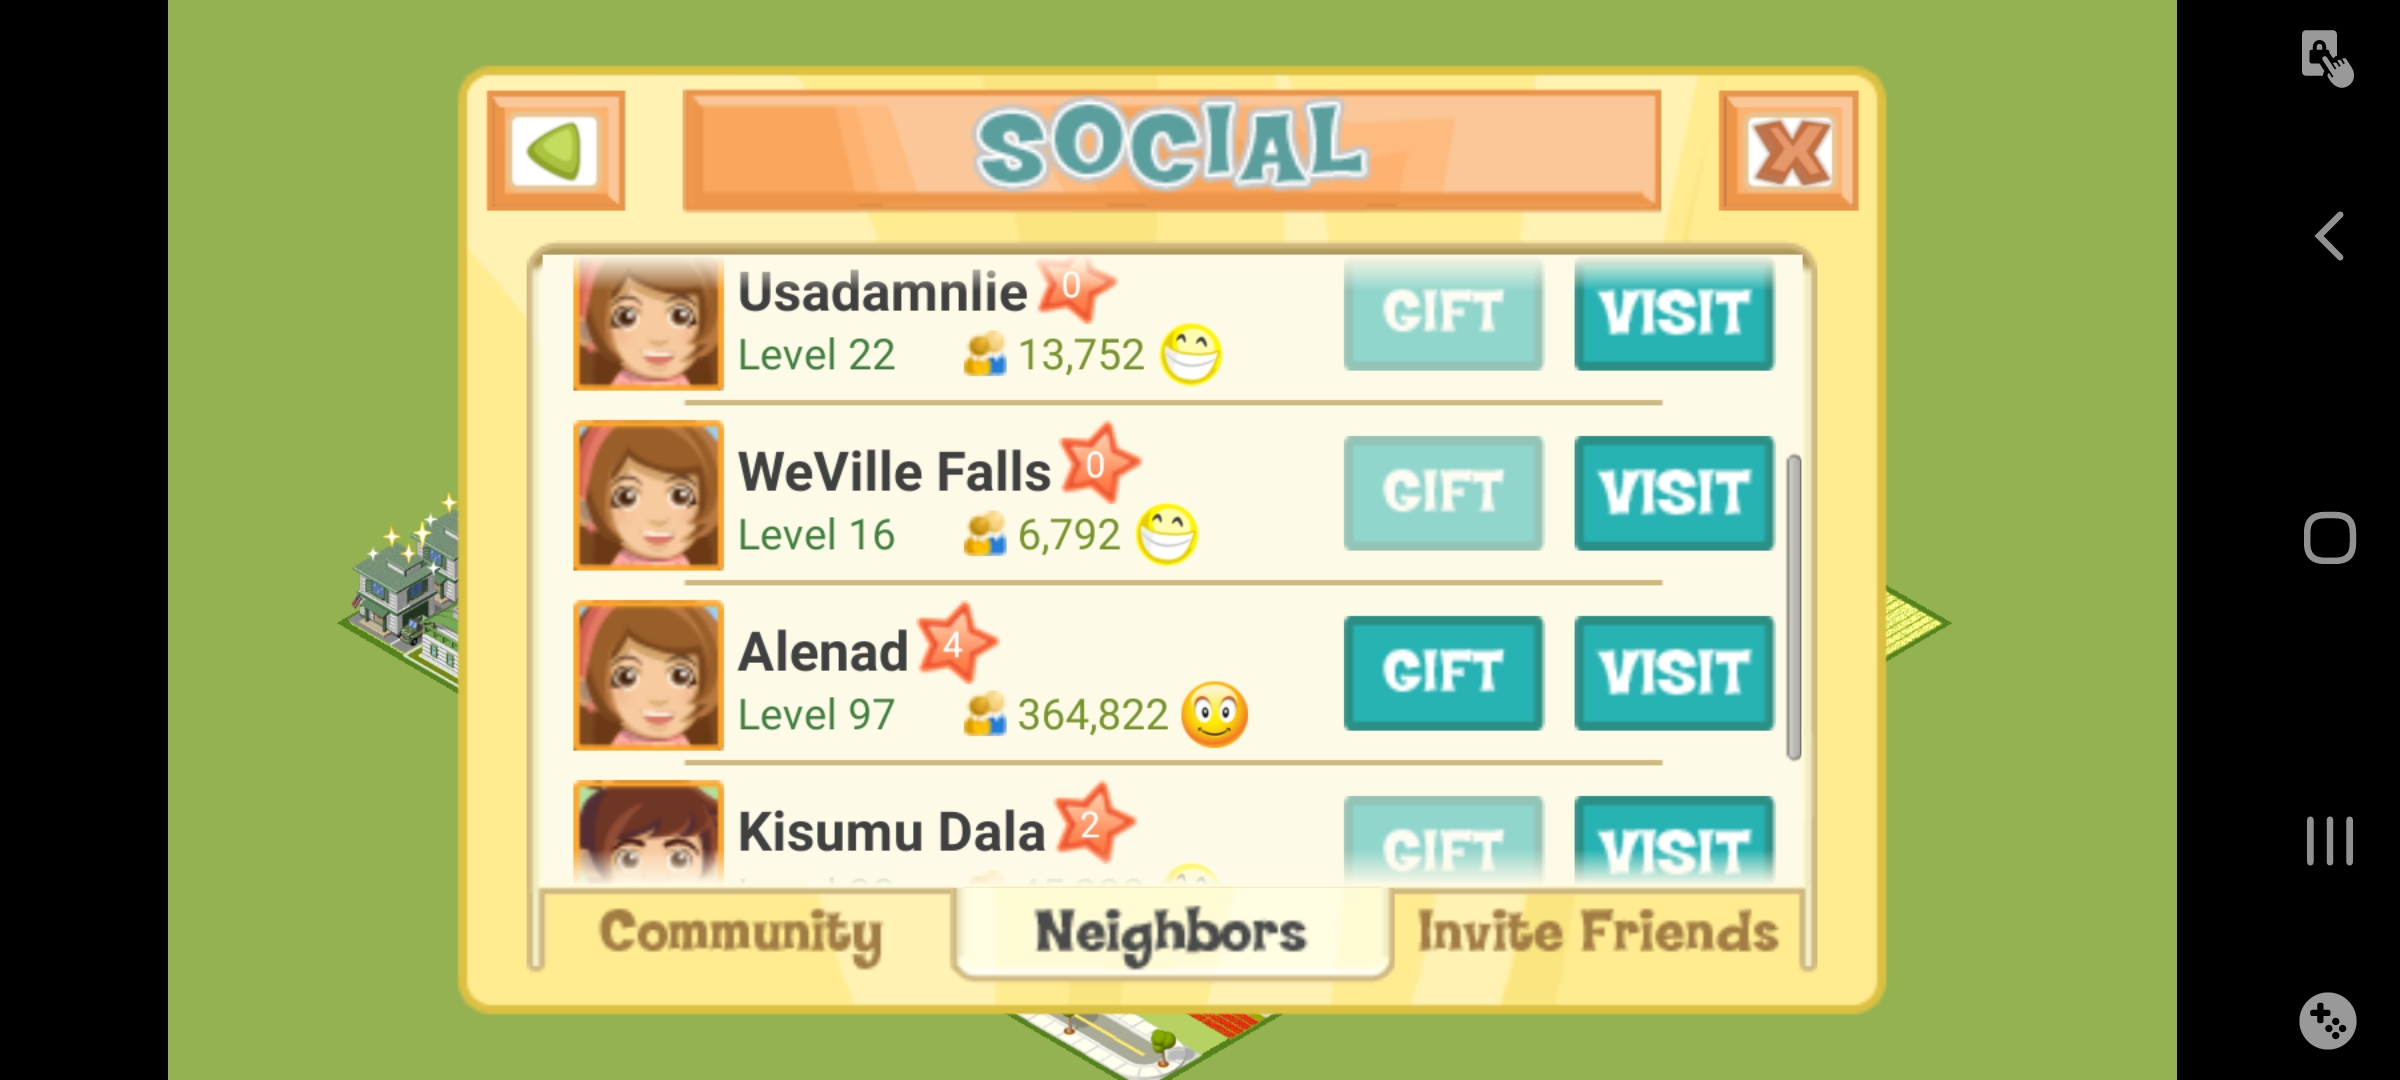 SOCIAL
Usadamnlie 0
Level 22 13,752
GIFT VISIT
WeVille Falls 0
Level 16 6,792
GIFT VISIT
Alenad 4
Level 97 364,822
GIFT VISIT
Kisumu Dala 2
GIFT VISIT
Community Neighbors Invite Friends